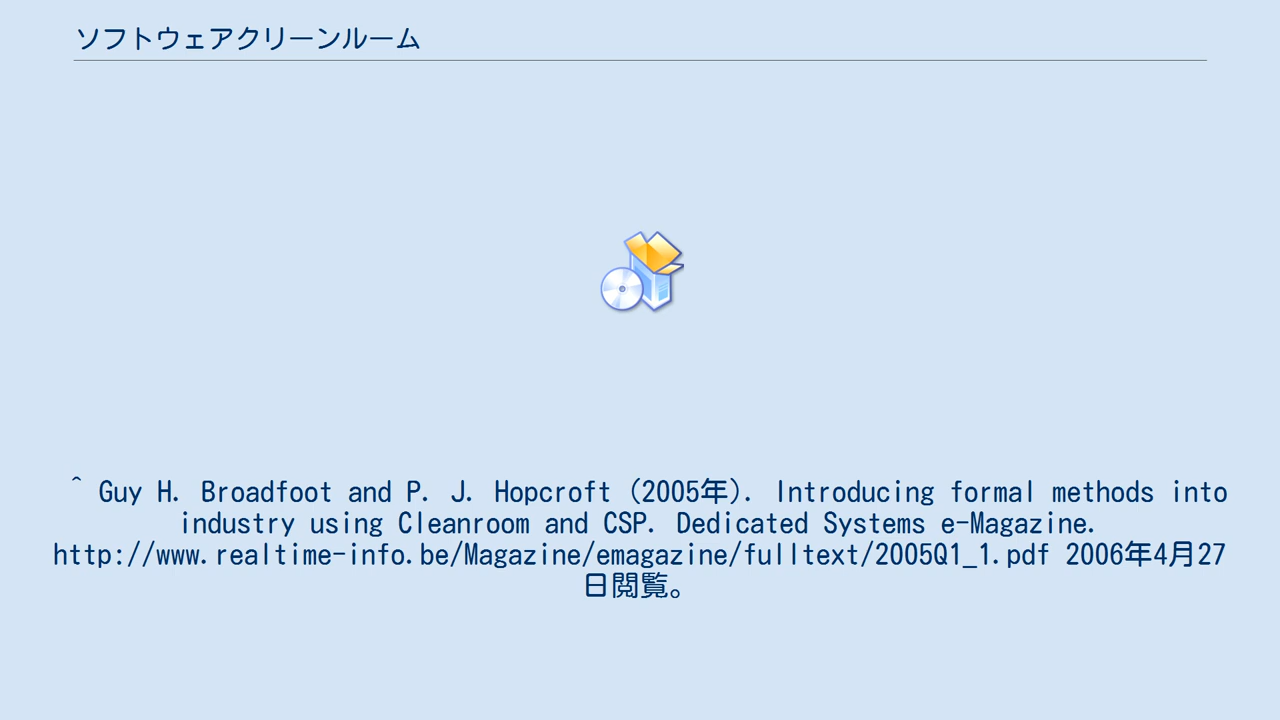 ソフトウェアクリーンルーム
^ Guy H. Broadfoot and P. J. Hopcroft (2005年). Introducing formal methods into
industry using Cleanroom and CSP. Dedicated Systems e-Magazine.
http://www.realtime-info.be/Magazine/emagazine/fulltext/2005Q1_1.pdf 2006年4月27
日閲覧。